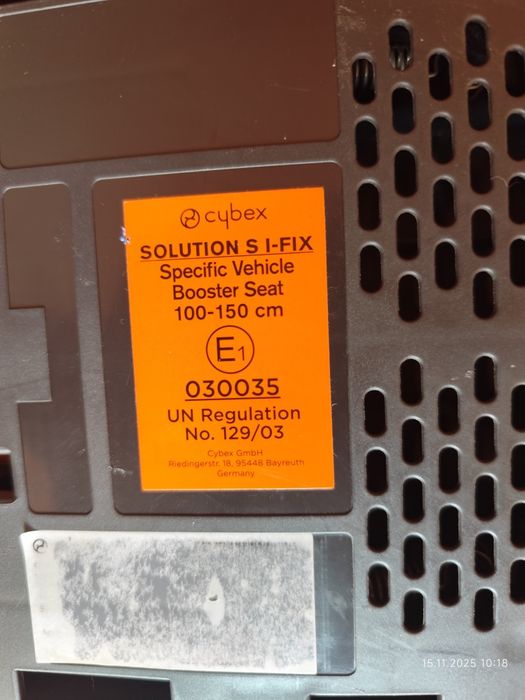 cybex
SOLUTION S I-FIX
Specific Vehicle
Booster Seat
100-150 cm
E1
030035
UN Regulation
No. 129/03
Cybex GmbH
Riedingerstr. 18, 95448 Bayreuth
Germany
15.11.2025 10:18